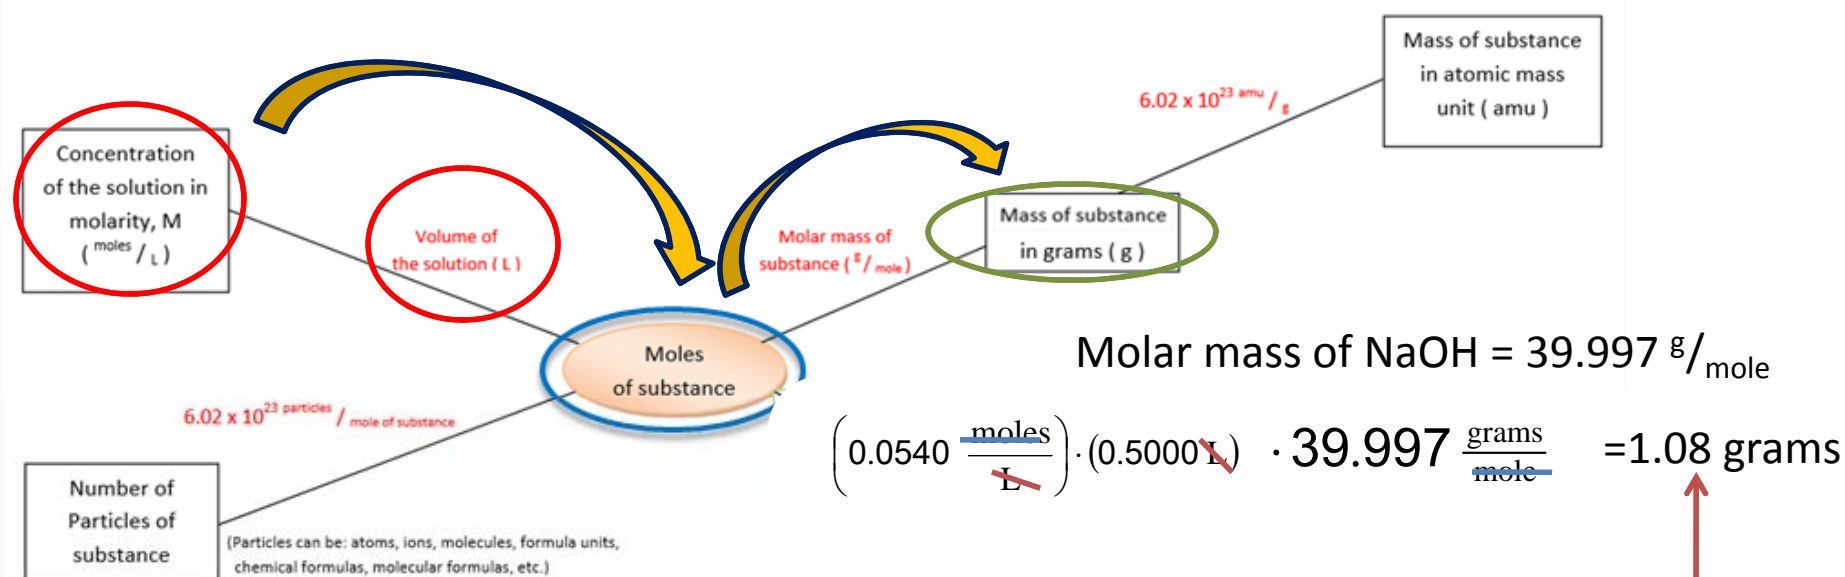 Mass of substance
in atomic mass
unit ( amu )
6.02 x 10^23 amu / g
Concentration
of the solution in
molarity, M
( moles / L )
Volume of
the solution ( L )
Molar mass of
substance ( g / mole )
Mass of substance
in grams ( g )
Moles
of substance
Molar mass of NaOH = 39.997 g/mole
6.02 x 10^23 particles / mole of substance
(0.0540 moles/L) · (0.5000 L) · 39.997 grams/mole =1.08 grams
Number of
Particles of
substance
(Particles can be: atoms, ions, molecules, formula units,
chemical formulas, molecular formulas, etc.)